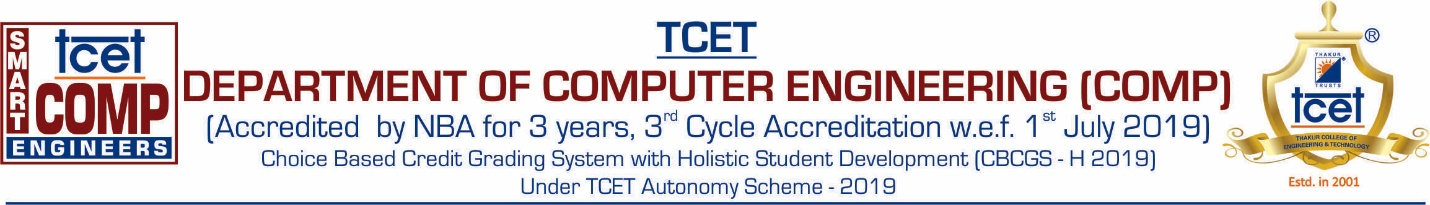 SMART
tcet
COMP
ENGINEERS
TCET
DEPARTMENT OF COMPUTER ENGINEERING (COMP)
(Accredited by NBA for 3 years, 3rd Cycle Accreditation w.e.f. 1st July 2019)
Choice Based Credit Grading System with Holistic Student Development (CBCGS - H 2019)
Under TCET Autonomy Scheme - 2019
®
THAKUR
TRUSTS
tcet
THAKUR COLLEGE OF
ENGINEERING & TECHNOLOGY
Estd. in 2001